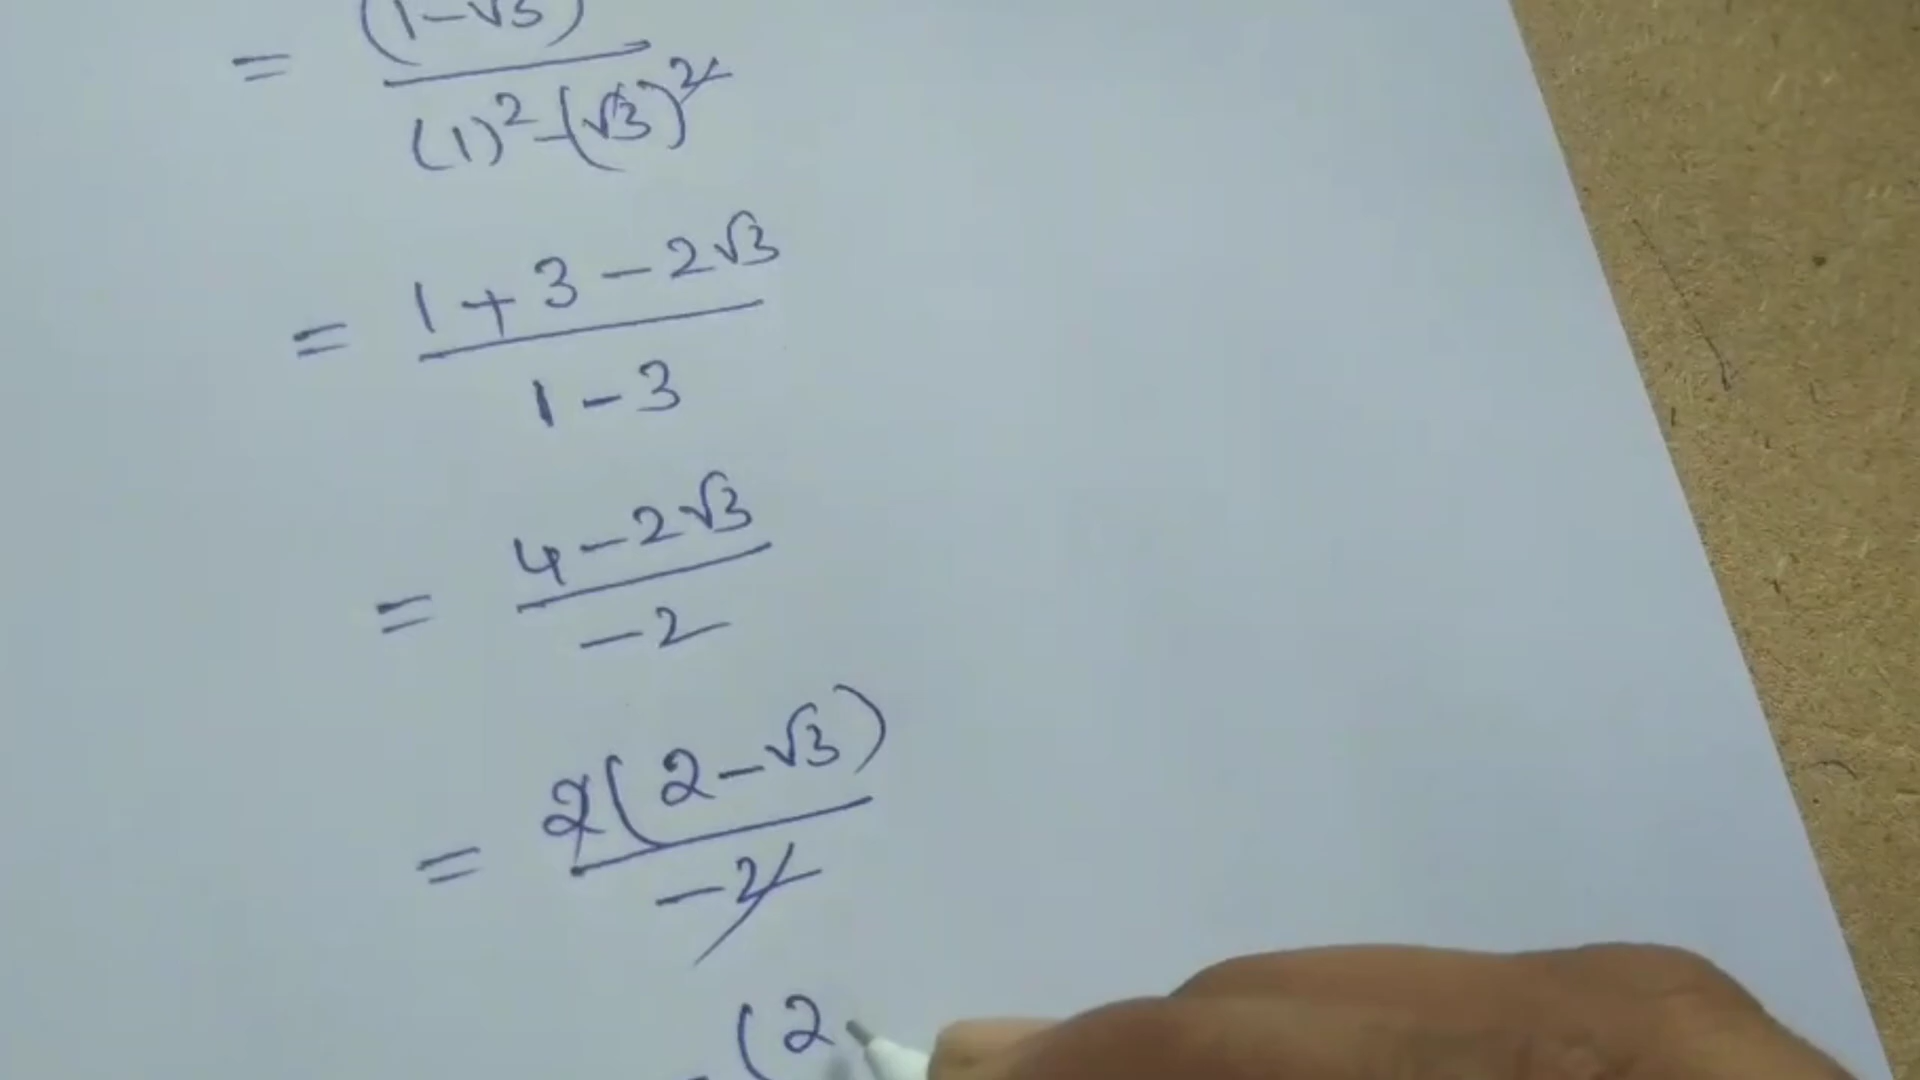 = (1-√3)
(1)² - (√3)²
= 1 + 3 - 2√3
1 - 3
= 4 - 2√3
-2
= 2(2-√3)
-2
(2